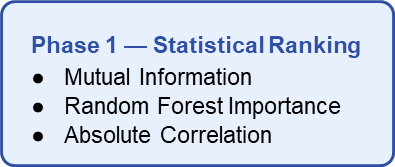 Phase 1 — Statistical Ranking
● Mutual Information
● Random Forest Importance
● Absolute Correlation